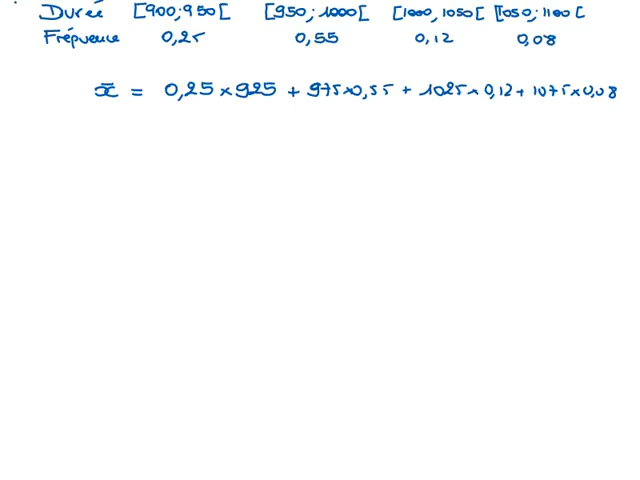 Durée [900;950[ [950;1000[ [1000,1050[ [1050;1100[
Fréquence 0,25 0,55 0,12 0,08
x̄ = 0,25×925 + 975×0,55 + 1025×0,12 + 1075×0,08